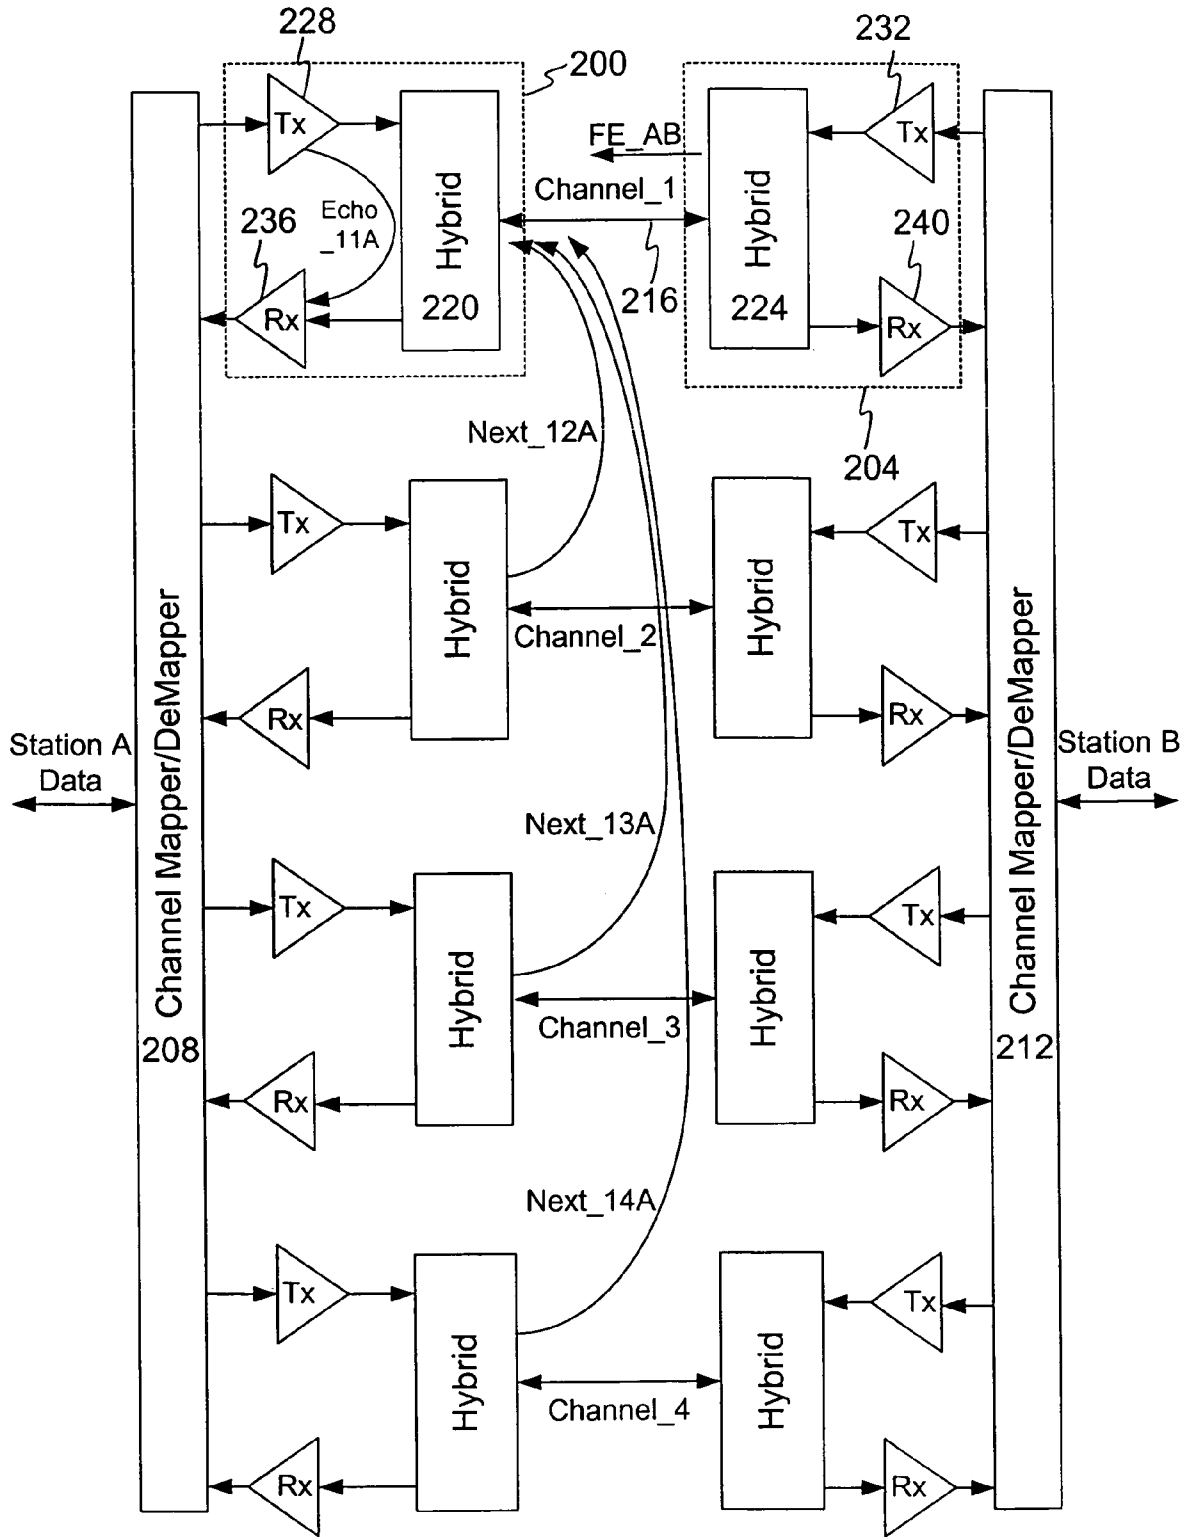 228
232
200
Tx
Tx
FE_AB
Channel_1
Hybrid
Hybrid
Echo
_11A
236
240
216
220
224
Rx
Rx
Next_12A
204
Tx
Tx
Hybrid
Hybrid
Channel_2
Rx
Rx
Station A
Data
Channel Mapper/DeMapper
208
Station B
Data
Channel Mapper/DeMapper
212
Next_13A
Tx
Tx
Hybrid
Hybrid
Channel_3
Rx
Rx
Next_14A
Tx
Tx
Hybrid
Hybrid
Channel_4
Rx
Rx